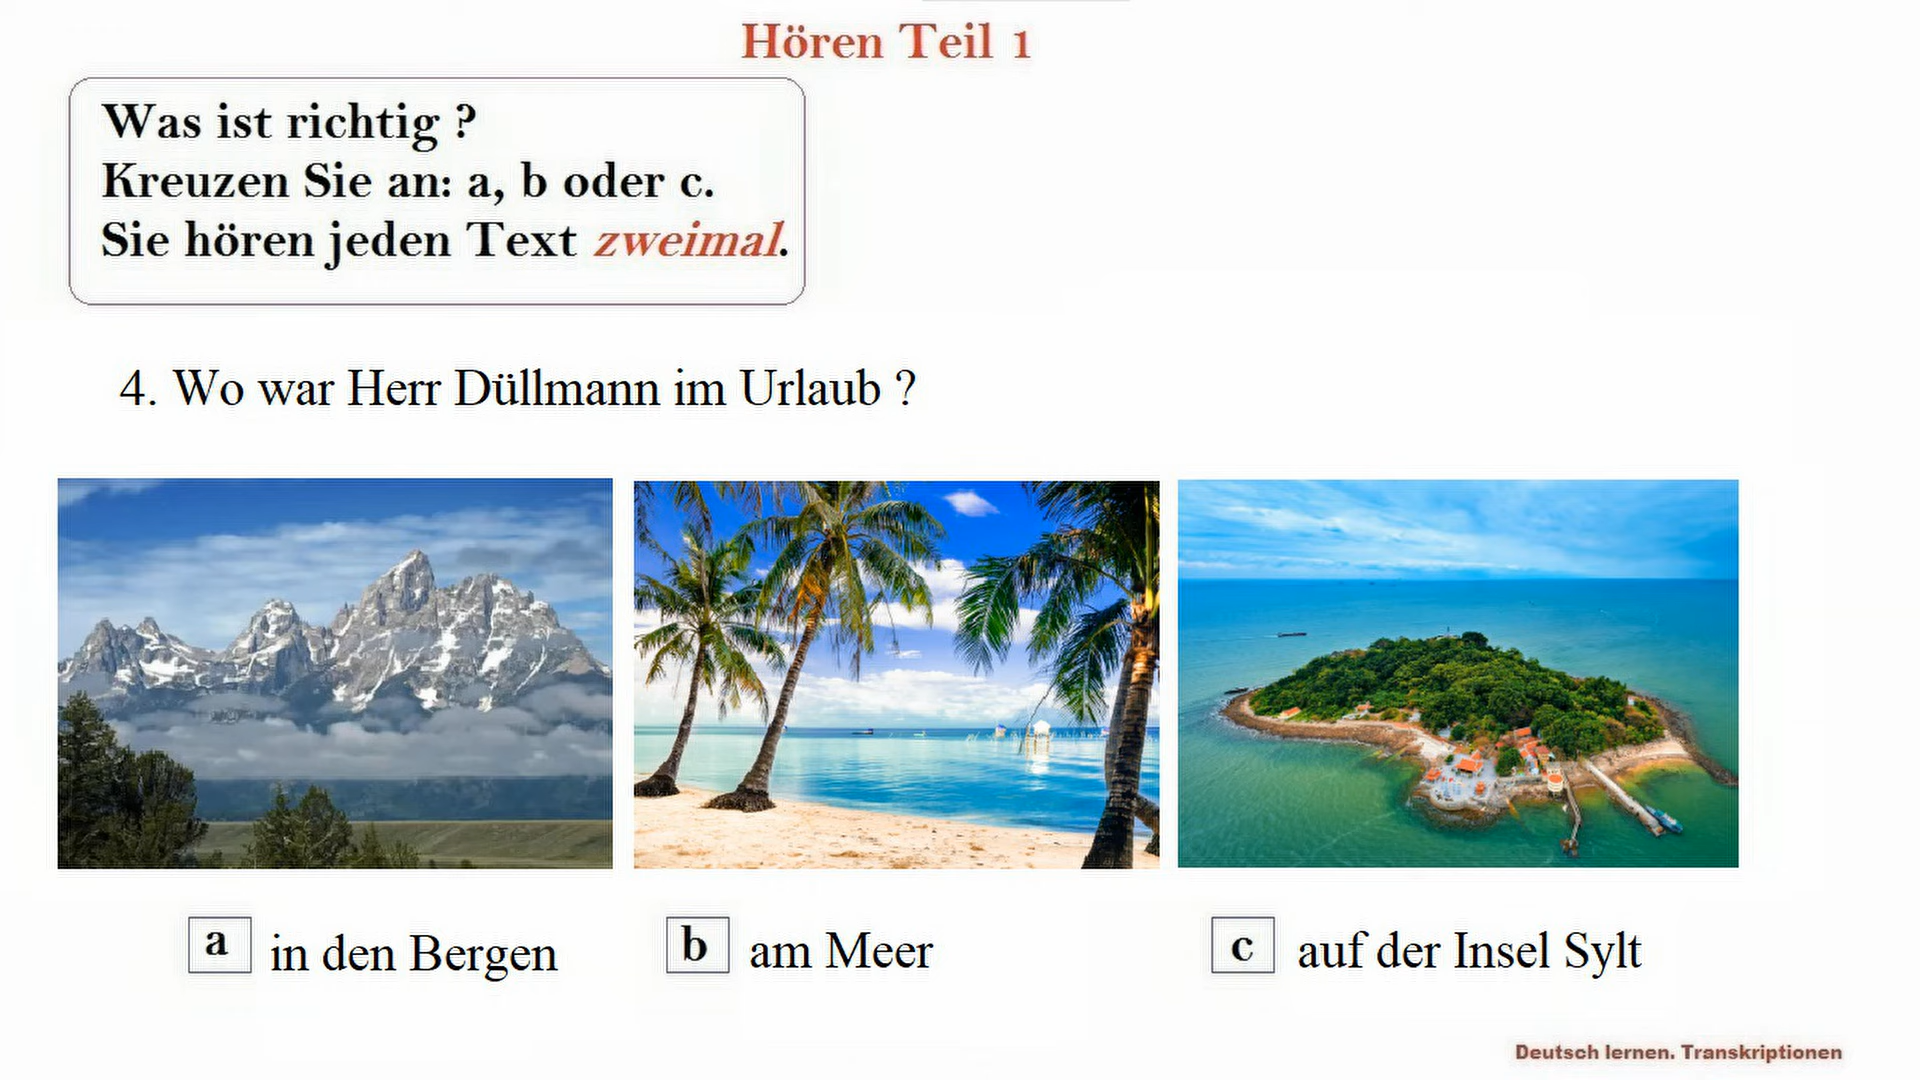 Hören Teil 1
Was ist richtig ?
Kreuzen Sie an: a, b oder c.
Sie hören jeden Text zweimal.
4. Wo war Herr Düllmann im Urlaub ?
a in den Bergen
b am Meer
c auf der Insel Sylt
Deutsch lernen. Transkriptionen